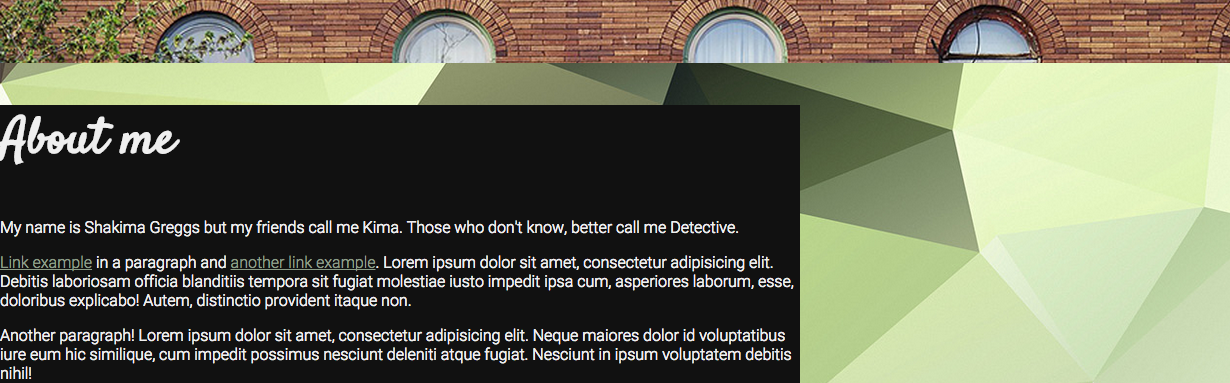 About me
My name is Shakima Greggs but my friends call me Kima. Those who don't know, better call me Detective.
Link example in a paragraph and another link example. Lorem ipsum dolor sit amet, consectetur adipisicing elit.
Debitis laboriosam officia blanditiis tempora sit fugiat molestiae iusto impedit ipsa cum, asperiores laborum, esse,
doloribus explicabo! Autem, distinctio provident itaque non.
Another paragraph! Lorem ipsum dolor sit amet, consectetur adipisicing elit. Neque maiores dolor id voluptatibus
iure eum hic similique, cum impedit possimus nesciunt deleniti atque fugiat. Nesciunt in ipsum voluptatem debitis
nihil!